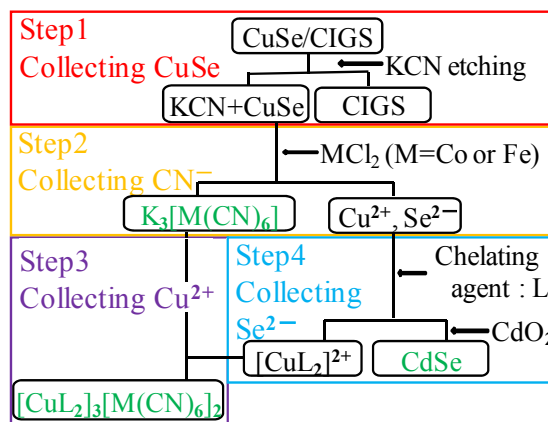 Step1
Collecting CuSe
CuSe/CIGS
KCN etching
KCN+CuSe
CIGS
Step2
Collecting CN⁻
MCl₂ (M=Co or Fe)
K₃[M(CN)₆]
Cu²⁺, Se²⁻
Step3
Collecting Cu²⁺
Step4
Collecting
Se²⁻
Chelating
agent : L
CdO₂
[CuL₂]²⁺
CdSe
[CuL₂]₃[M(CN)₆]₂